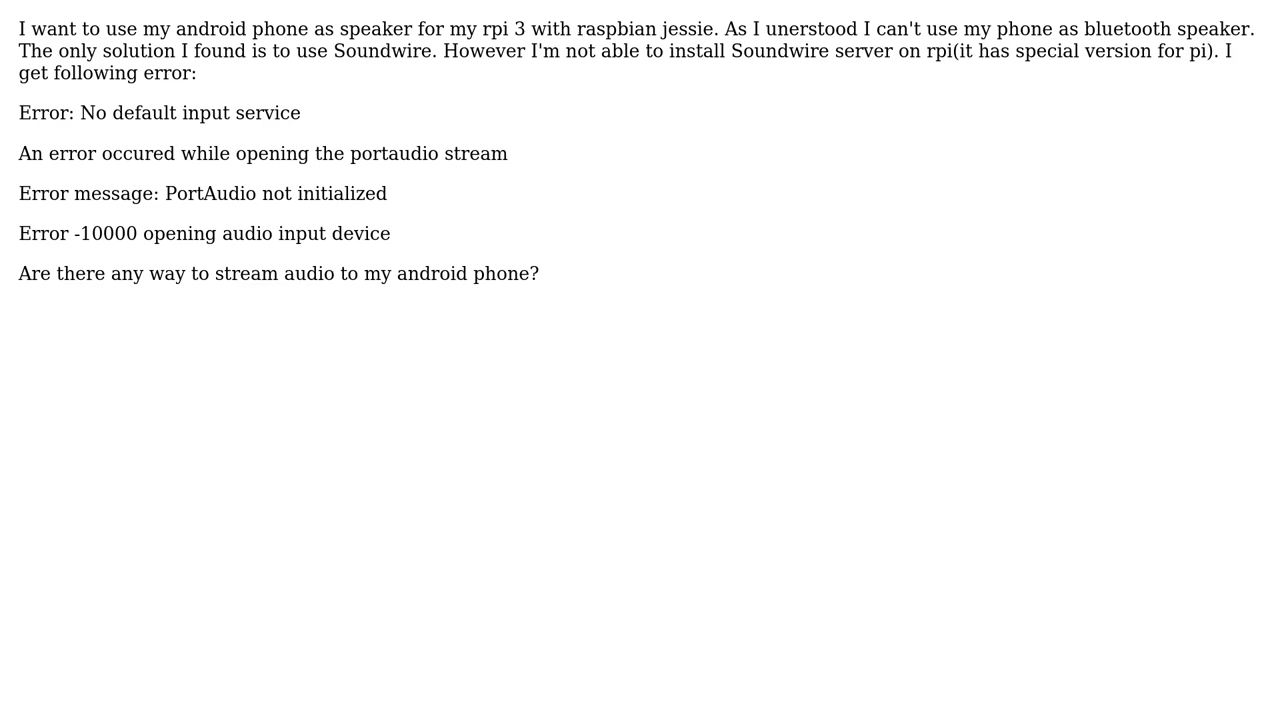 I want to use my android phone as speaker for my rpi 3 with raspbian jessie. As I unerstood I can't use my phone as bluetooth speaker.
The only solution I found is to use Soundwire. However I'm not able to install Soundwire server on rpi(it has special version for pi). I
get following error:
Error: No default input service
An error occured while opening the portaudio stream
Error message: PortAudio not initialized
Error -10000 opening audio input device
Are there any way to stream audio to my android phone?